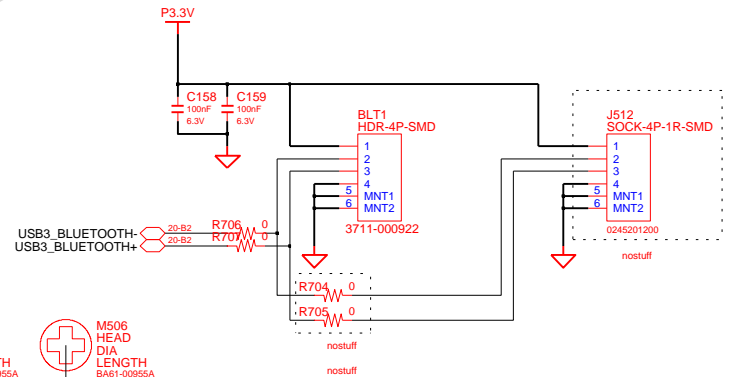 P3.3V
C158
100nF
6.3V
C159
100nF
6.3V
BLT1
HDR-4P-SMD
1
2
3
4
5 MNT1
6 MNT2
3711-000922
J512
SOCK-4P-1R-SMD
1
2
3
4
5 MNT1
6 MNT2
0245201200
nostuff
USB3_BLUETOOTH- 20-B2 R706 0
USB3_BLUETOOTH+ 20-B2 R707 0
R704 0
R705 0
nostuff
nostuff
M506
HEAD
DIA
LENGTH
BA61-00955A
TH
955A